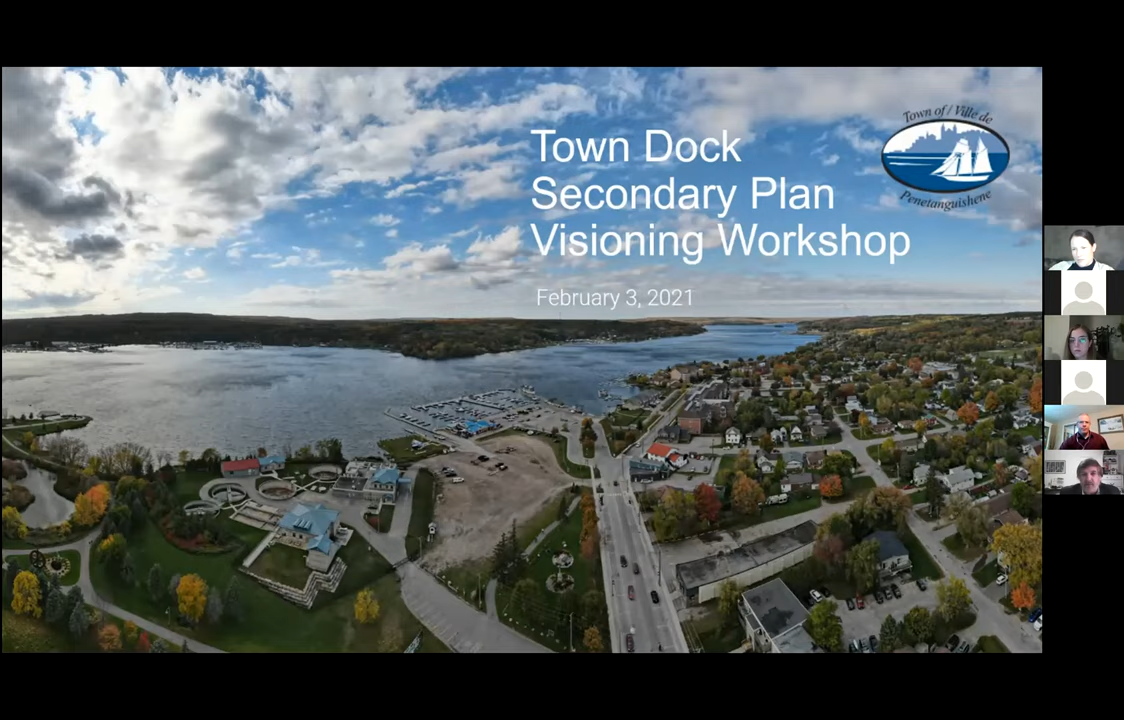 Town Dock
Secondary Plan
Visioning Workshop
February 3, 2021
Town of / Ville de
Penetanguishene